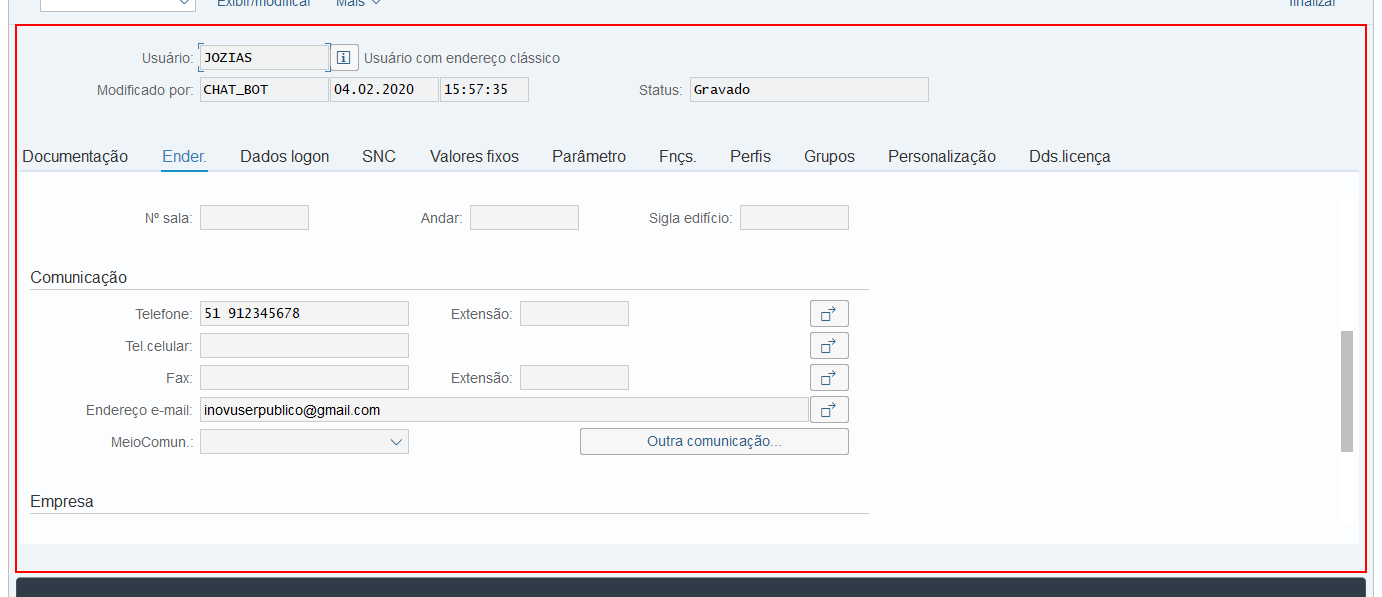 Exibir/modificar Mais finalizar
Usuário: JOZIAS Usuário com endereço clássico
Modificado por: CHAT_BOT 04.02.2020 15:57:35 Status: Gravado
Documentação Ender. Dados logon SNC Valores fixos Parâmetro Fnçs. Perfis Grupos Personalização Dds.licença
Nº sala: Andar: Sigla edifício:
Comunicação
Telefone: 51 912345678 Extensão:
Tel.celular:
Fax: Extensão:
Endereço e-mail: inovuserpublico@gmail.com
MeioComun.: Outra comunicação...
Empresa